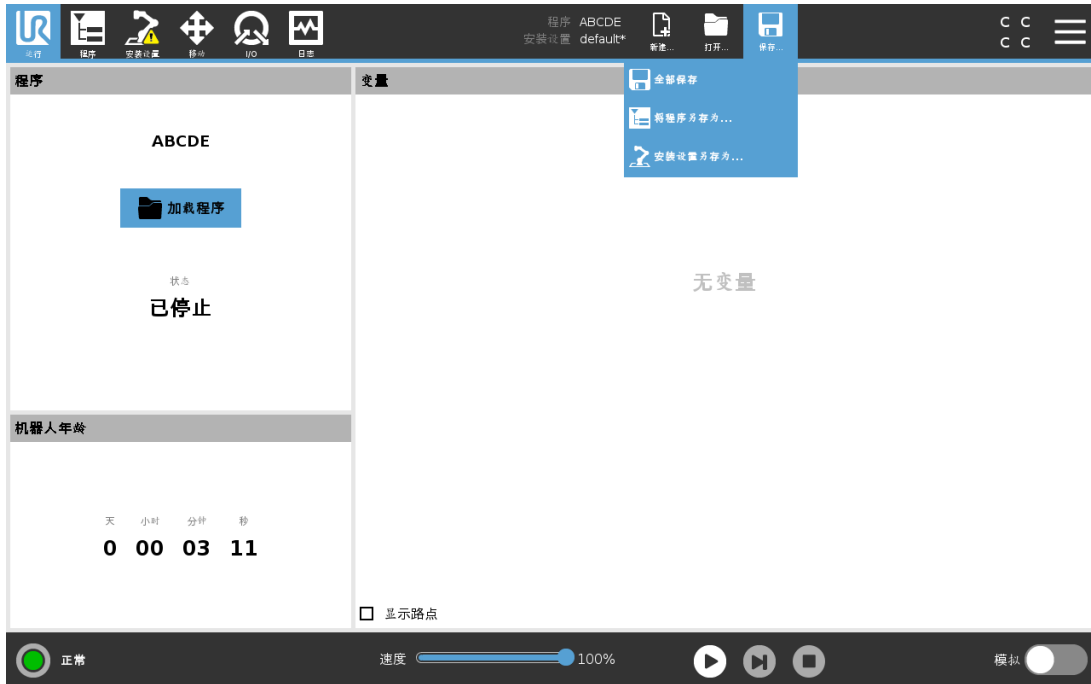 UR
程序 ABCDE
安装设置 default*
运行 程序 安装设置 移动 I/O 日志 新建... 打开... 保存...
C C
C C
全部保存
将程序另存为...
安装设置另存为...
程序
变量
ABCDE
加载程序
状态
已停止
无变量
机器人年龄
天 小时 分钟 秒
0 00 03 11
显示路点
正常
速度 100%
模拟